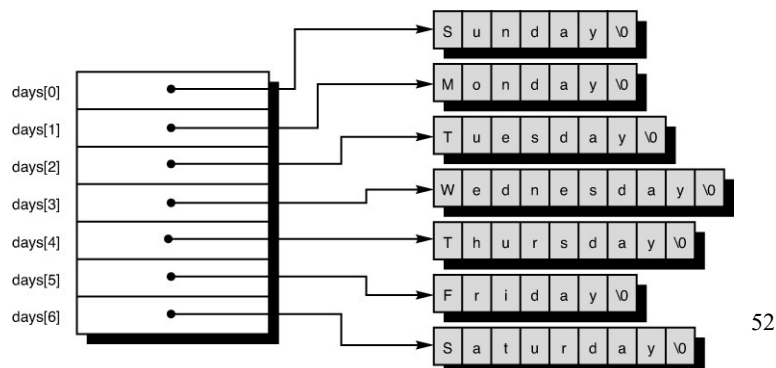 S u n d a y \0
days[0]
M o n d a y \0
days[1]
T u e s d a y \0
days[2]
W e d n e s d a y \0
days[3]
T h u r s d a y \0
days[4]
F r i d a y \0
days[5]
S a t u r d a y \0
days[6]
52